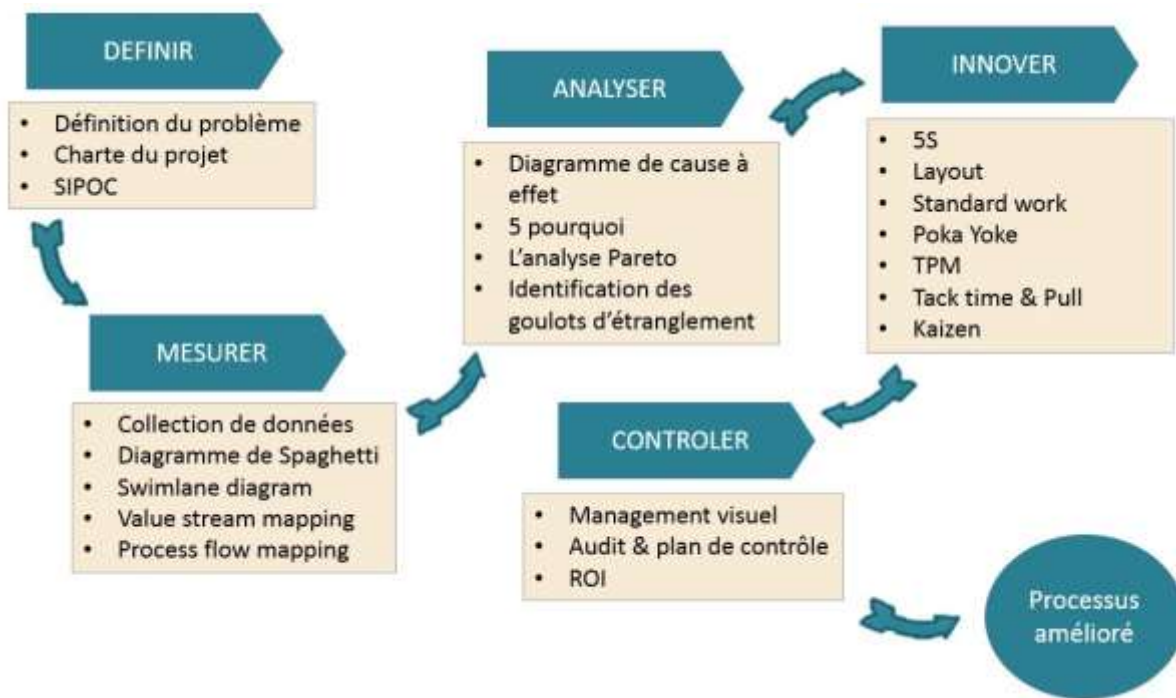 DEFINIR
• Définition du problème
• Charte du projet
• SIPOC
MESURER
• Collection de données
• Diagramme de Spaghetti
• Swimlane diagram
• Value stream mapping
• Process flow mapping
ANALYSER
• Diagramme de cause à
effet
• 5 pourquoi
• L'analyse Pareto
• Identification des
goulots d'étranglement
INNOVER
• 5S
• Layout
• Standard work
• Poka Yoke
• TPM
• Tack time & Pull
• Kaizen
CONTROLER
• Management visuel
• Audit & plan de contrôle
• ROI
Processus
amélioré